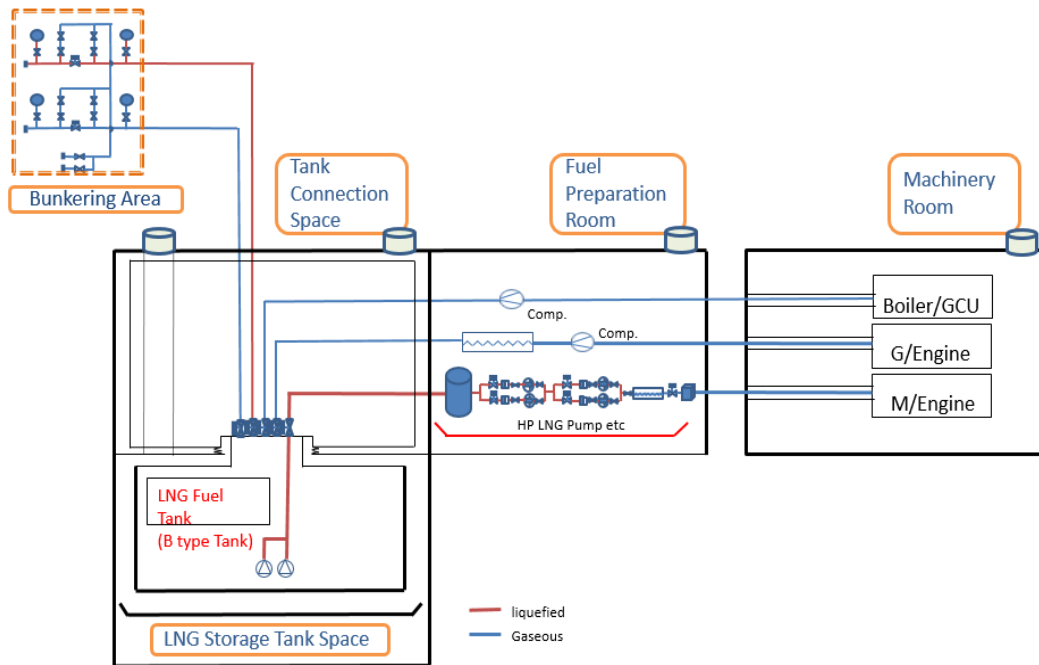 Bunkering Area
Tank
Connection
Space
Fuel
Preparation
Room
Machinery
Room
Comp.
Boiler/GCU
Comp.
G/Engine
M/Engine
HP LNG Pump etc
LNG Fuel
Tank
(B type Tank)
LNG Storage Tank Space
liquefied
Gaseous